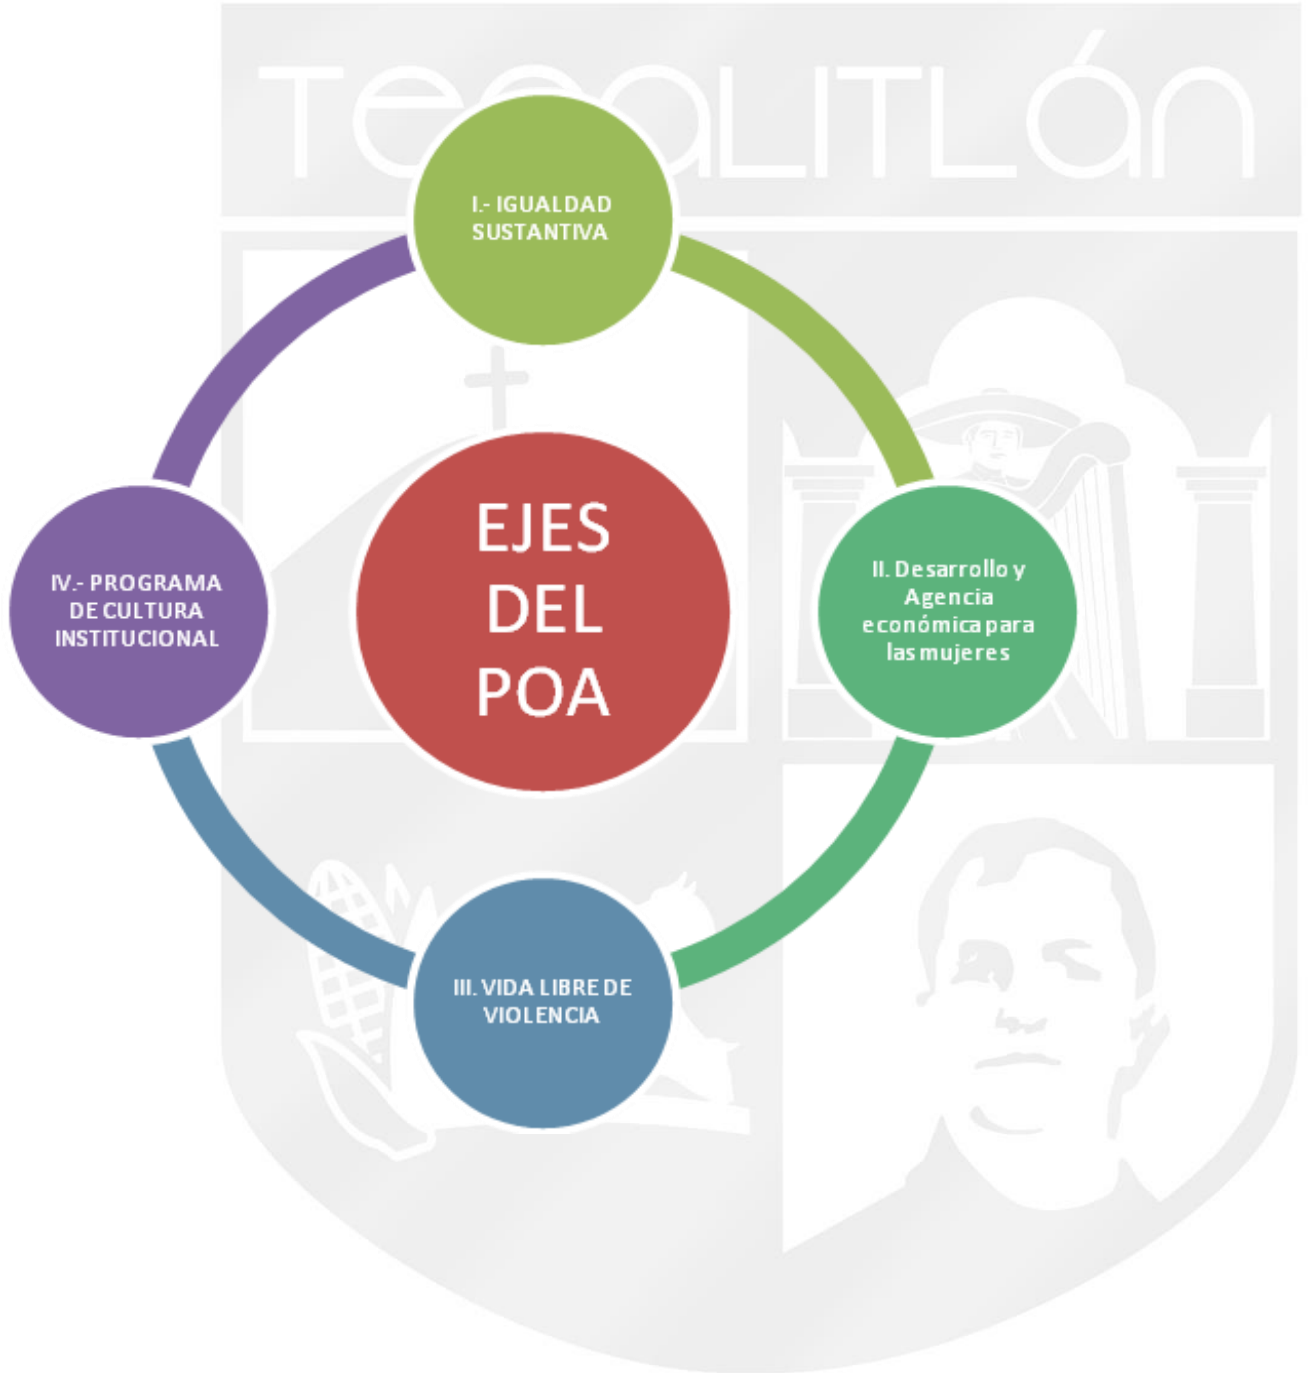 Tecalitlán
I.- IGUALDAD
SUSTANTIVA
EJES
DEL
POA
II. Desarrollo y
Agencia
económica para
las mujeres
III. VIDA LIBRE DE
VIOLENCIA
IV.- PROGRAMA
DE CULTURA
INSTITUCIONAL